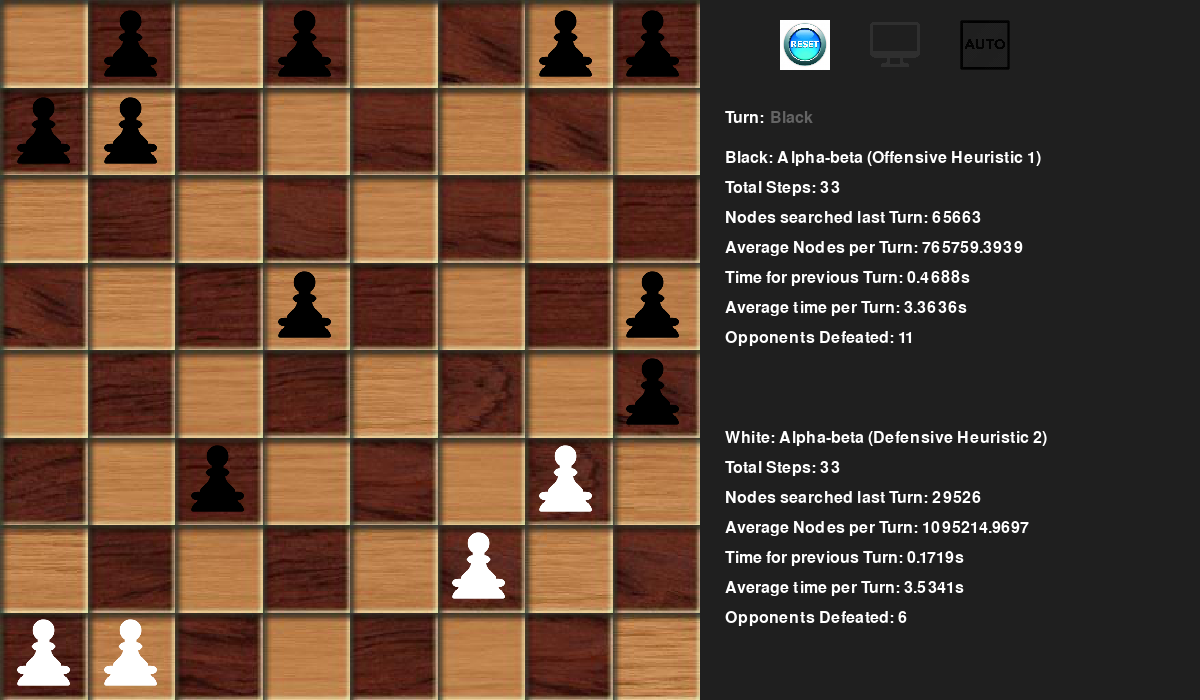 RESET
AUTO
Turn: Black
Black: Alpha-beta (Offensive Heuristic 1)
Total Steps: 33
Nodes searched last Turn: 65663
Average Nodes per Turn: 765759.3939
Time for previous Turn: 0.4688s
Average time per Turn: 3.3636s
Opponents Defeated: 11
White: Alpha-beta (Defensive Heuristic 2)
Total Steps: 33
Nodes searched last Turn: 29526
Average Nodes per Turn: 1095214.9697
Time for previous Turn: 0.1719s
Average time per Turn: 3.5341s
Opponents Defeated: 6